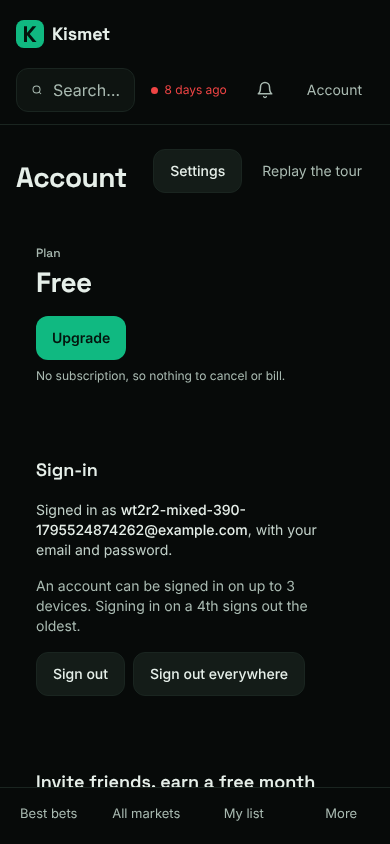 K Kismet
Search... 8 days ago Account
Account Settings Replay the tour
Plan
Free
Upgrade
No subscription, so nothing to cancel or bill.
Sign-in
Signed in as wt2r2-mixed-390-
1795524874262@example.com, with your
email and password.
An account can be signed in on up to 3
devices. Signing in on a 4th signs out the
oldest.
Sign out Sign out everywhere
Invite friends, earn a free month
Best bets All markets My list More